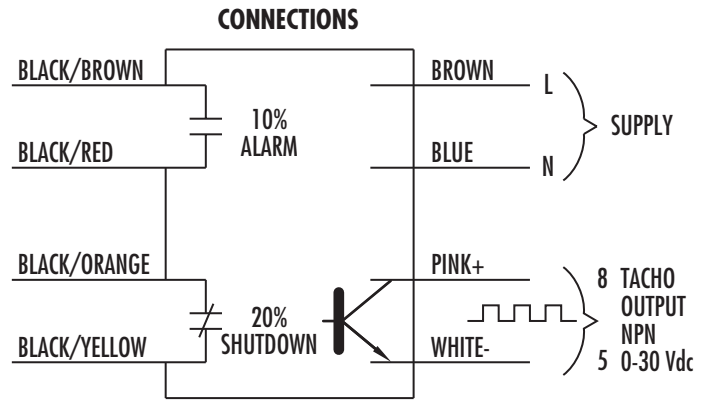 CONNECTIONS
BLACK/BROWN
BROWN
L
10%
ALARM
SUPPLY
BLACK/RED
BLUE
N
BLACK/ORANGE
PINK+
8 TACHO
OUTPUT
NPN
5 0-30 Vdc
20%
SHUTDOWN
BLACK/YELLOW
WHITE-